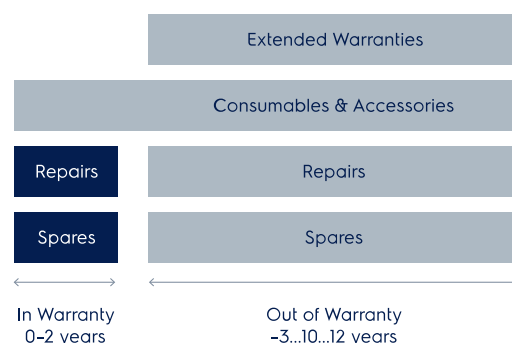 Extended Warranties
Consumables & Accessories
Repairs
Repairs
Spares
Spares
In Warranty
0–2 years
Out of Warranty
–3...10...12 years